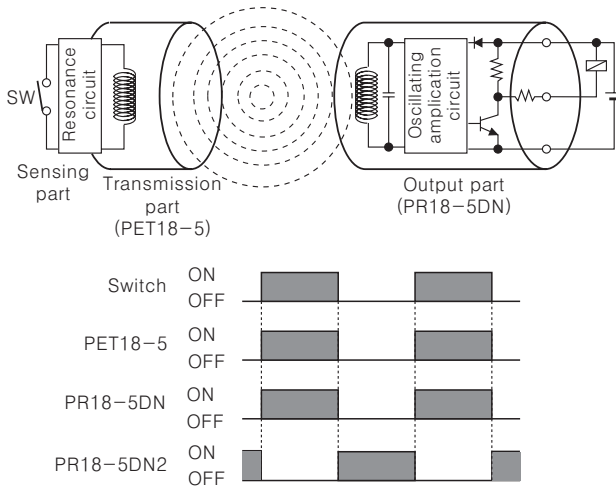 SW
Resonance
circuit
Oscillating
amplication
circuit
Sensing
part
Transmission
part
(PET18-5)
Output part
(PR18-5DN)
Switch ON
OFF
PET18-5 ON
OFF
PR18-5DN ON
OFF
PR18-5DN2 ON
OFF